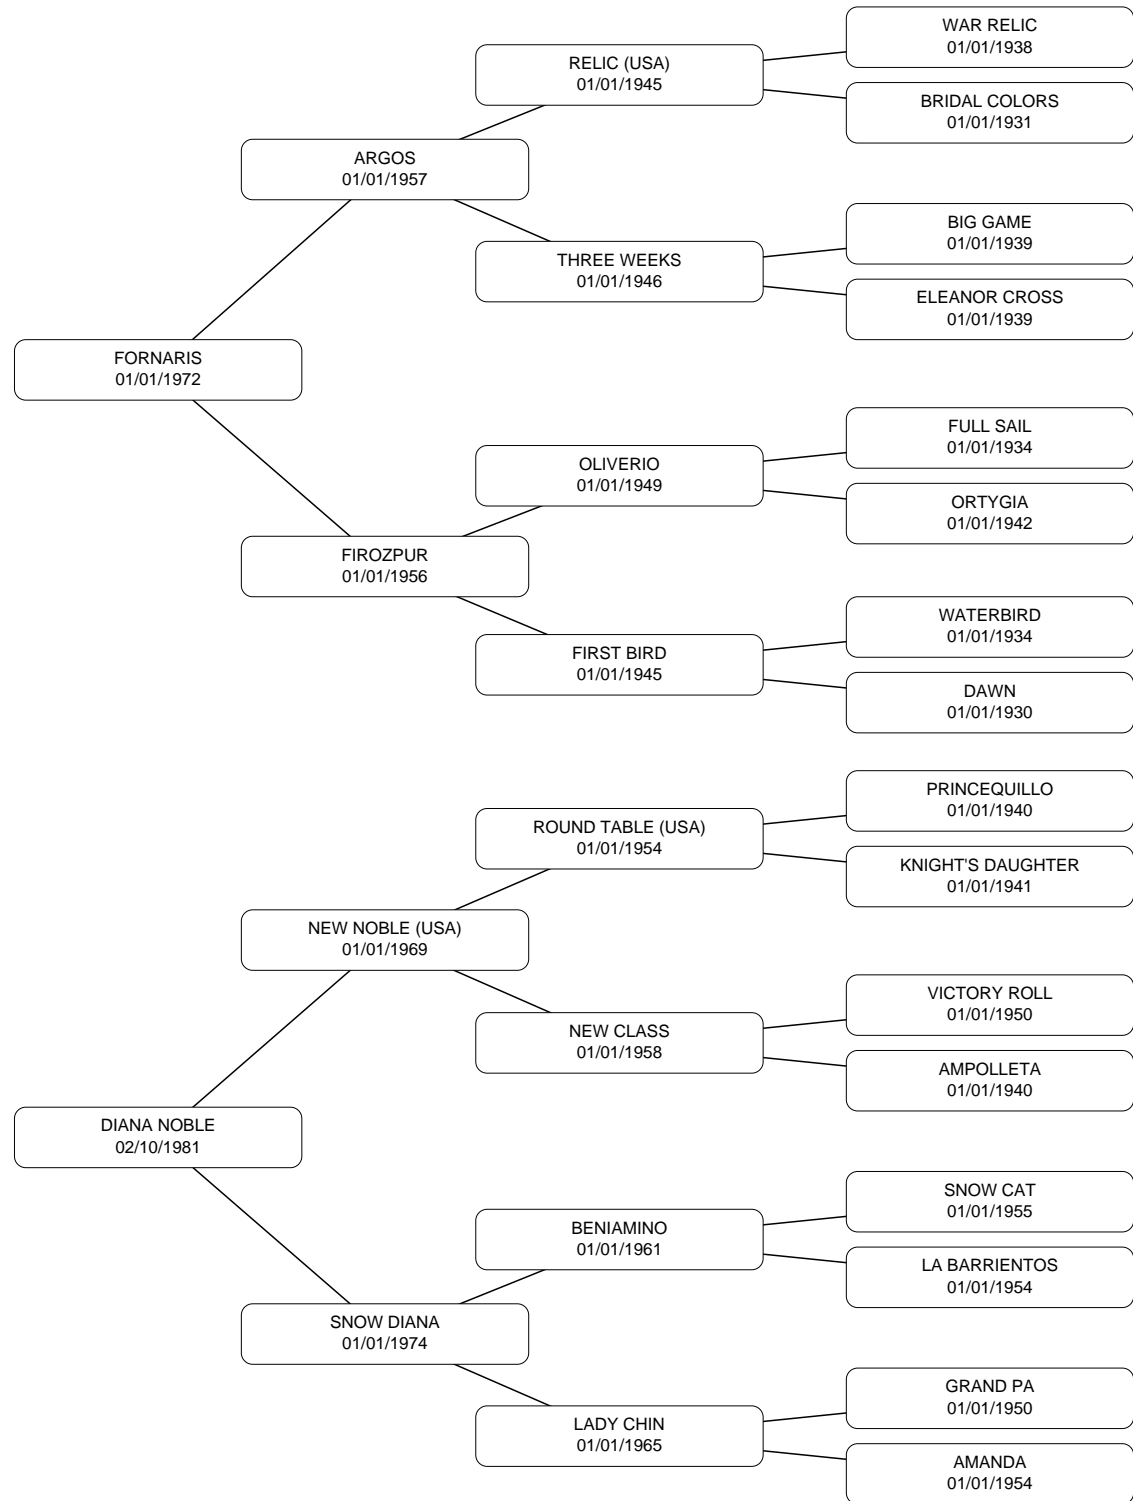 WAR RELIC
01/01/1938
RELIC (USA)
01/01/1945
BRIDAL COLORS
01/01/1931
ARGOS
01/01/1957
BIG GAME
01/01/1939
THREE WEEKS
01/01/1946
ELEANOR CROSS
01/01/1939
FORNARIS
01/01/1972
FULL SAIL
01/01/1934
OLIVERIO
01/01/1949
ORTYGIA
01/01/1942
FIROZPUR
01/01/1956
WATERBIRD
01/01/1934
FIRST BIRD
01/01/1945
DAWN
01/01/1930
PRINCEQUILLO
01/01/1940
ROUND TABLE (USA)
01/01/1954
KNIGHT'S DAUGHTER
01/01/1941
NEW NOBLE (USA)
01/01/1969
VICTORY ROLL
01/01/1950
NEW CLASS
01/01/1958
AMPOLLETA
01/01/1940
DIANA NOBLE
02/10/1981
SNOW CAT
01/01/1955
BENIAMINO
01/01/1961
LA BARRIENTOS
01/01/1954
SNOW DIANA
01/01/1974
GRAND PA
01/01/1950
LADY CHIN
01/01/1965
AMANDA
01/01/1954